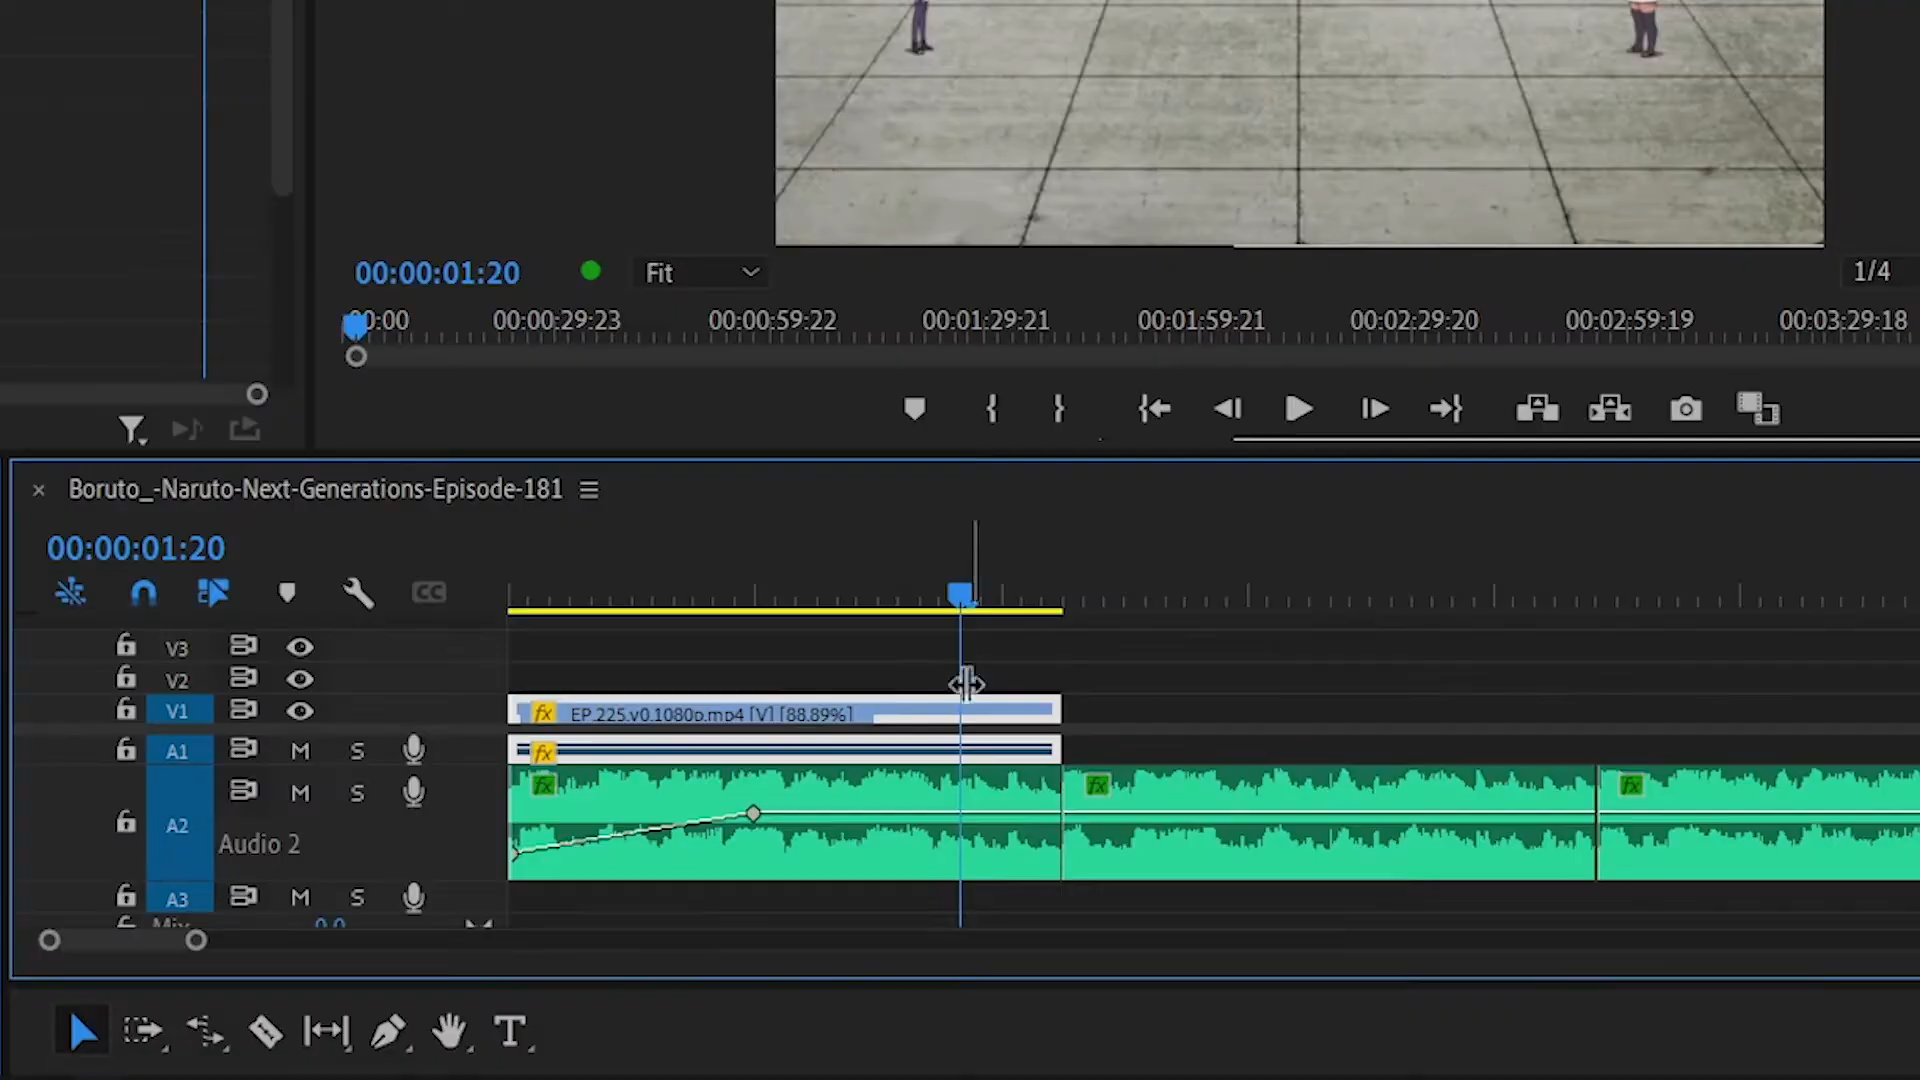 00:00:01:20 Fit 1/4
00:00 00:00:29:23 00:00:59:22 00:01:29:21 00:01:59:21 00:02:29:20 00:02:59:19 00:03:29:18
× Boruto_-Naruto-Next-Generations-Episode-181
00:00:01:20
CC
V3
V2
V1 fx EP.225.v0.1080p.mp4 [V] [88.89%]
A1 M S fx
M S fx fx fx
A2
Audio 2
A3 M S
Mix 0.0
T